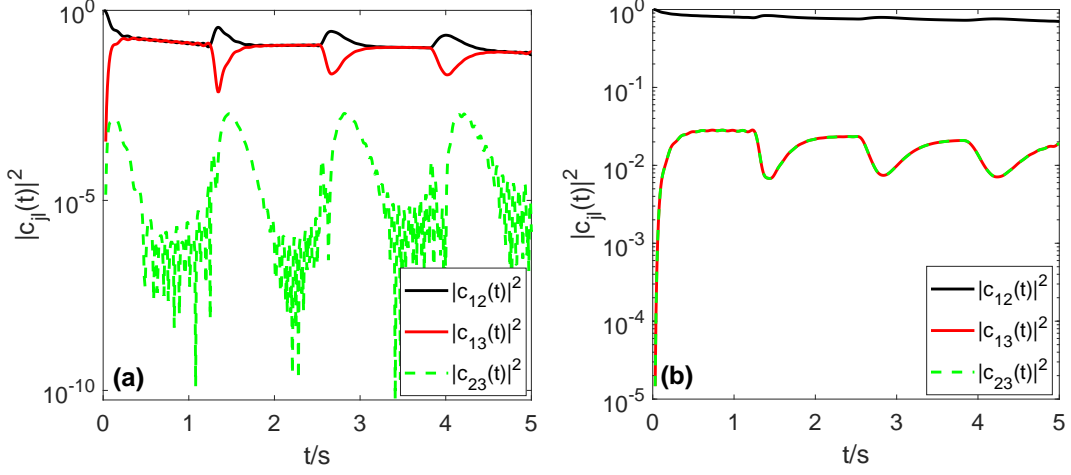 10^0
10^-5
10^-10
|c_jl(t)|^2
0 1 2 3 4 5
t/s
(a)
|c_12(t)|^2
|c_13(t)|^2
|c_23(t)|^2
10^0
10^-1
10^-2
10^-3
10^-4
10^-5
|c_jl(t)|^2
0 1 2 3 4 5
t/s
(b)
|c_12(t)|^2
|c_13(t)|^2
|c_23(t)|^2